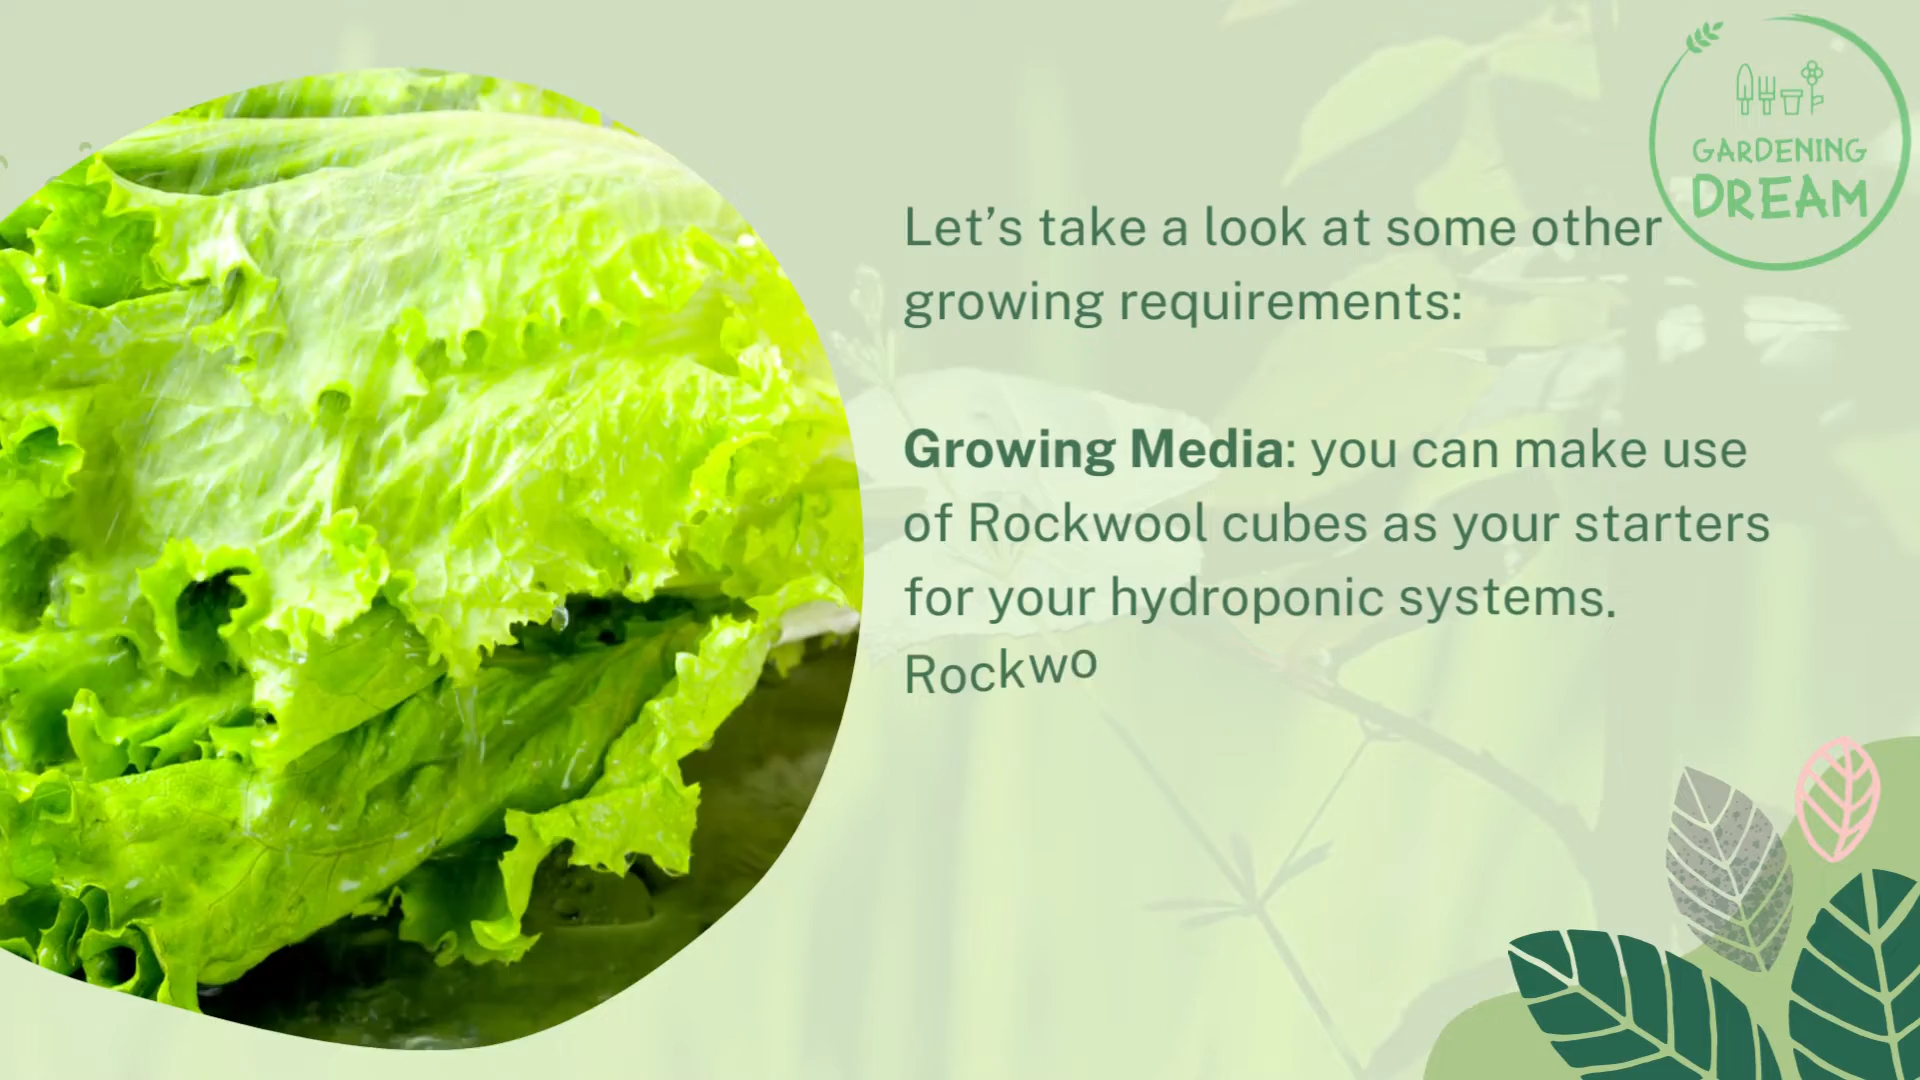 GARDENING
DREAM
Let’s take a look at some other
growing requirements:
Growing Media: you can make use
of Rockwool cubes as your starters
for your hydroponic systems.
Rockwo